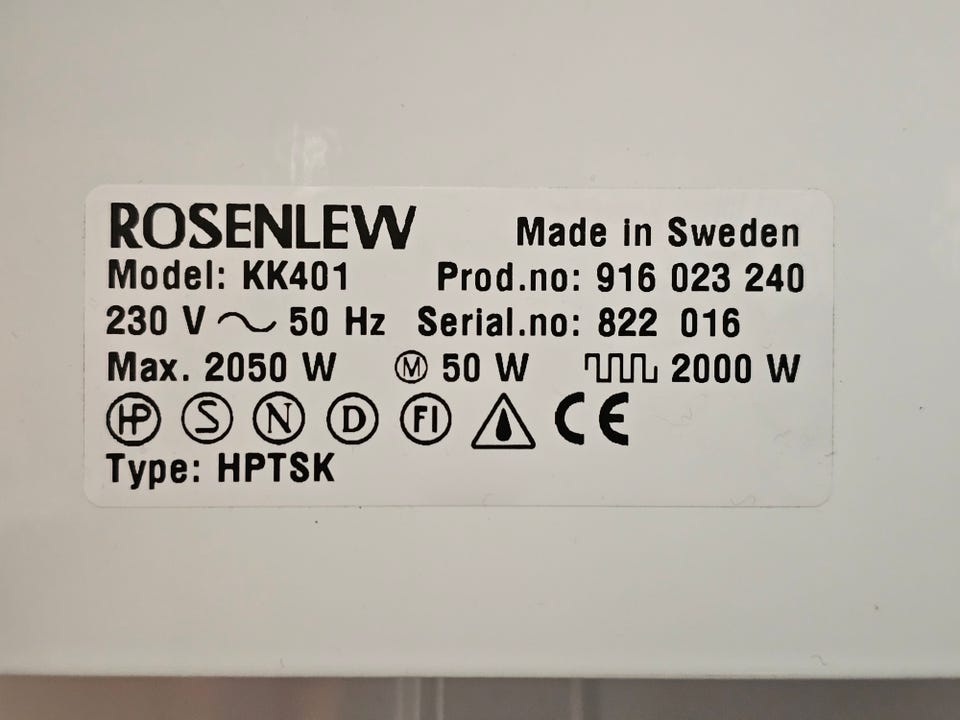 ROSENLEW Made in Sweden
Model: KK401 Prod.no: 916 023 240
230 V ~ 50 Hz Serial.no: 822 016
Max. 2050 W M 50 W 2000 W
HP S N D FI CE
Type: HPTSK